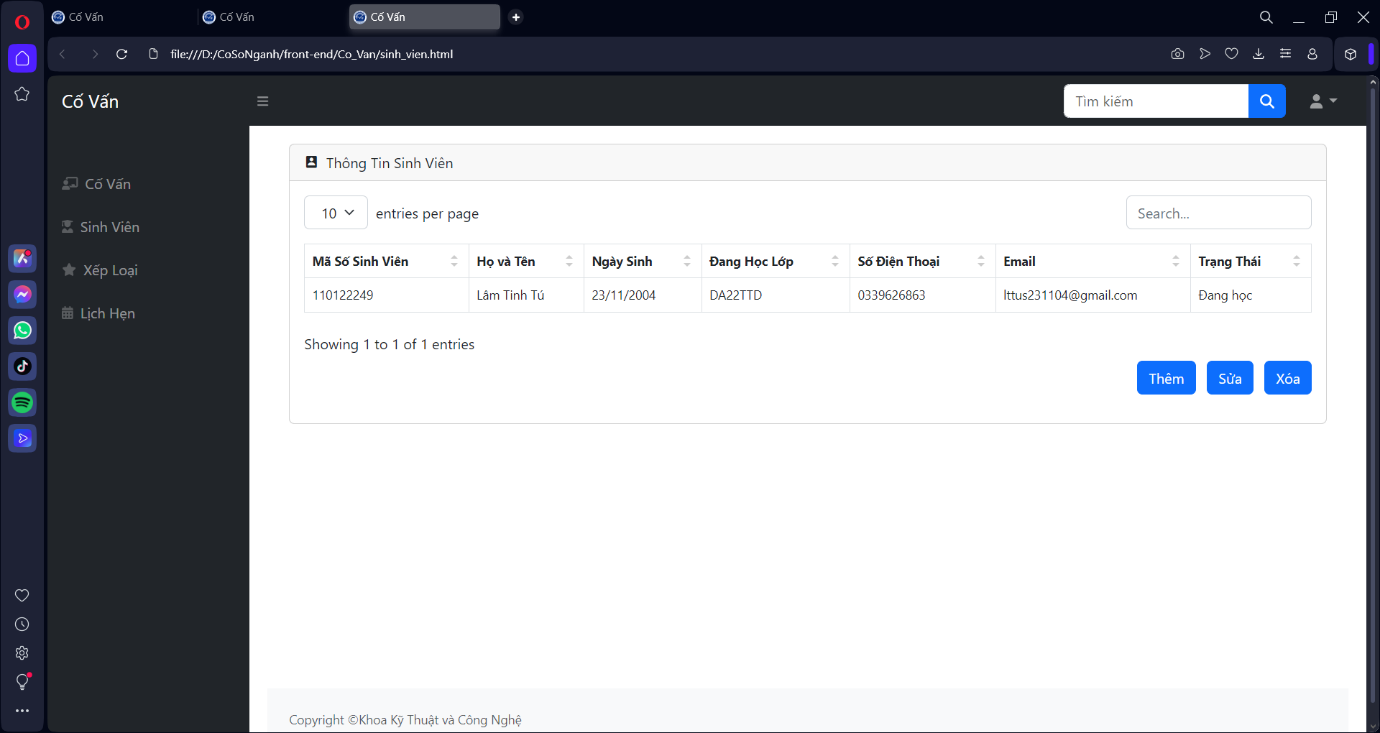 Cố Vấn
Cố Vấn
Cố Vấn
file:///D:/CoSoNganh/front-end/Co_Van/sinh_vien.html
Cố Vấn
Tìm kiếm
Cố Vấn
Sinh Viên
Xếp Loại
Lịch Hẹn
Thông Tin Sinh Viên
10 entries per page
Search...
Mã Số Sinh Viên Họ và Tên Ngày Sinh Đang Học Lớp Số Điện Thoại Email Trạng Thái
110122249 Lâm Tinh Tú 23/11/2004 DA22TTD 0339626863 lttus231104@gmail.com Đang học
Showing 1 to 1 of 1 entries
Thêm Sửa Xóa
Copyright ©Khoa Kỹ Thuật và Công Nghệ